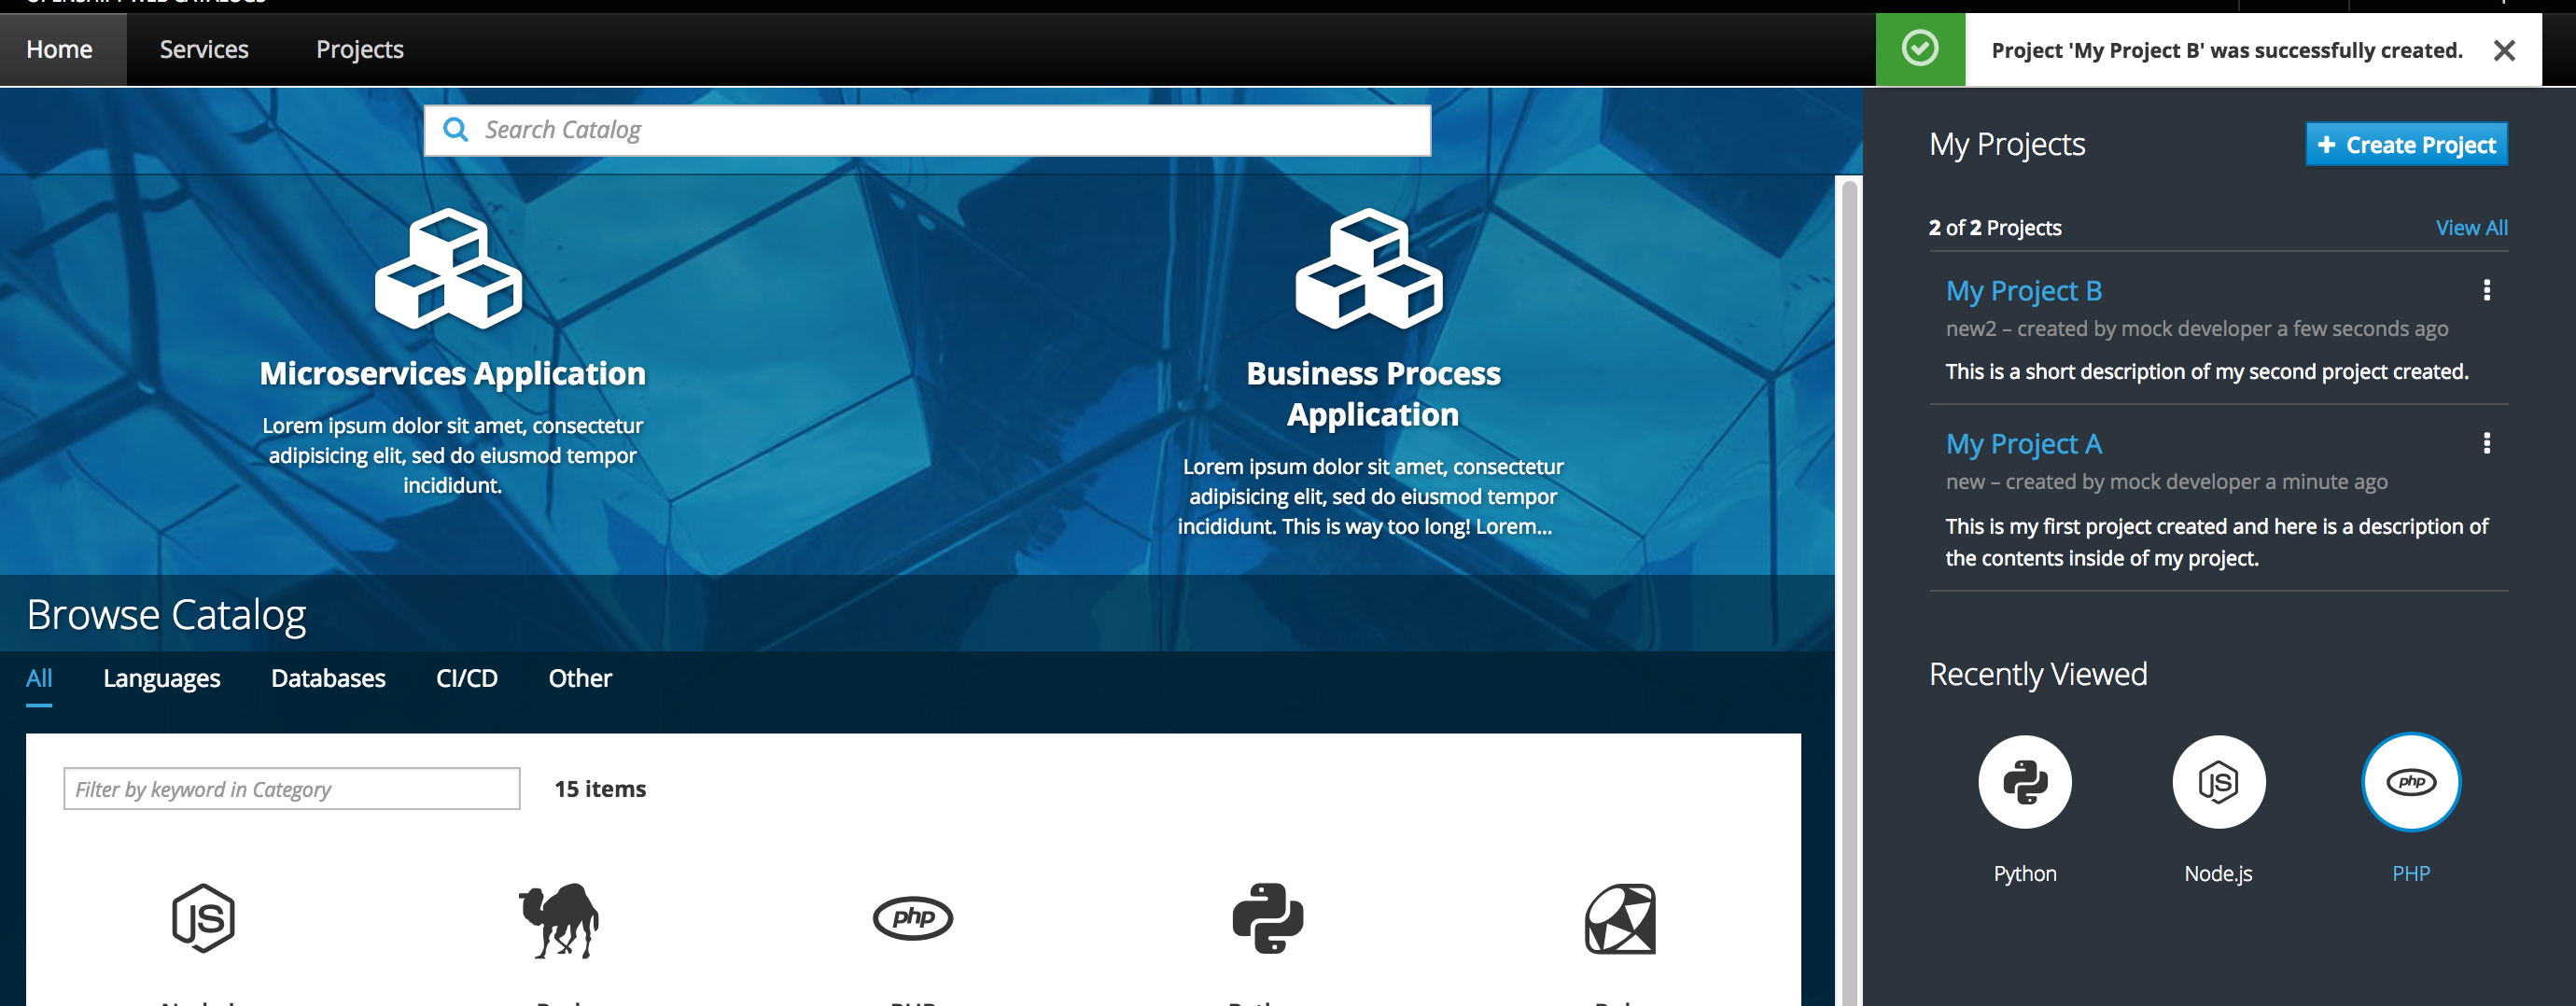 OPENSHIFT WEB CATALOGS
Home
Services
Projects
Project 'My Project B' was successfully created.
Search Catalog
Microservices Application
Lorem ipsum dolor sit amet, consectetur
adipisicing elit, sed do eiusmod tempor
incididunt.
Business Process
Application
Lorem ipsum dolor sit amet, consectetur
adipisicing elit, sed do eiusmod tempor
incididunt. This is way too long! Lorem...
Browse Catalog
All
Languages
Databases
CI/CD
Other
Filter by keyword in Category
15 items
JS
php
My Projects
+ Create Project
2 of 2 Projects
View All
My Project B
new2 – created by mock developer a few seconds ago
This is a short description of my second project created.
My Project A
new – created by mock developer a minute ago
This is my first project created and here is a description of
the contents inside of my project.
Recently Viewed
JS
php
Python
Node.js
PHP